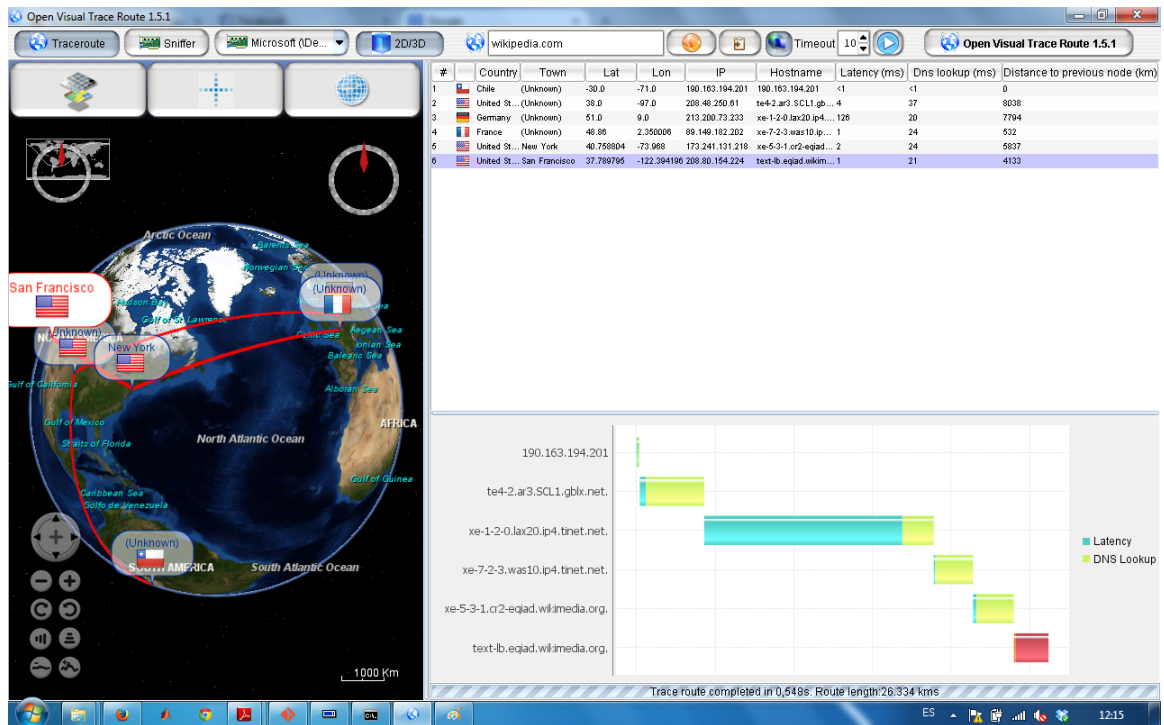 Open Visual Trace Route 1.5.1
Traceroute Sniffer Microsoft (\De... 2D/3D wikipedia.com Timeout 10 Open Visual Trace Route 1.5.1
# Country Town Lat Lon IP Hostname Latency (ms) Dns lookup (ms) Distance to previous node (km)
1 Chile (Unknown) -30.0 -71.0 190.163.194.201 190.163.194.201 <1 <1 0
2 United St... (Unknown) 38.0 -97.0 208.48.250.61 te4-2.ar3.SCL1.gb... 4 37 8038
3 Germany (Unknown) 51.0 9.0 213.200.73.233 xe-1-2-0.lax20.ip4.... 126 20 7794
4 France (Unknown) 48.86 2.350006 89.149.182.202 xe-7-2-3.was10.ip... 1 24 532
5 United St... New York 40.758804 -73.968 173.241.131.218 xe-5-3-1.cr2-eqiad... 2 24 5837
6 United St... San Francisco 37.789795 -122.394196 208.80.154.224 text-lb.eqiad.wikim... 1 21 4133
Arctic Ocean
Barents Sea
Norwegian Sea
(Unknown)
San Francisco
(Unknown)
Hudson Bay
Gulf of St. Lawrence
(Unknown)
New York
Celtic Sea
Aegean Sea
Ionian Sea
Balearic Sea
Gulf of California
Alboran Sea
Gulf of Mexico
AFRICA
Straits of Florida
North Atlantic Ocean
Gulf of Guinea
Caribbean Sea
Golfo de Venezuela
(Unknown)
SOUTH AMERICA
South Atlantic Ocean
1000 Km
190.163.194.201
te4-2.ar3.SCL1.gblx.net.
xe-1-2-0.lax20.ip4.tinet.net.
xe-7-2-3.was10.ip4.tinet.net.
xe-5-3-1.cr2-eqiad.wikimedia.org.
text-lb.eqiad.wikimedia.org.
Latency
DNS Lookup
Trace route completed in 0,548s. Route length:26.334 kms
ES 12:15